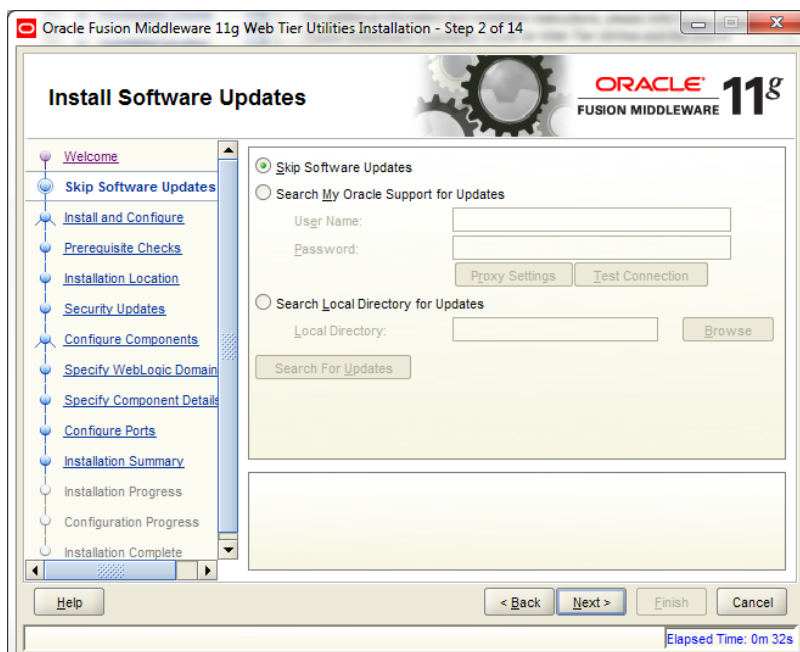 Oracle Fusion Middleware 11g Web Tier Utilities Installation - Step 2 of 14
Install Software Updates
ORACLE
FUSION MIDDLEWARE 11g
Welcome
Skip Software Updates
Install and Configure
Prerequisite Checks
Installation Location
Security Updates
Configure Components
Specify WebLogic Domain
Specify Component Details
Configure Ports
Installation Summary
Installation Progress
Configuration Progress
Installation Complete
Skip Software Updates
Search My Oracle Support for Updates
User Name:
Password:
Proxy Settings Test Connection
Search Local Directory for Updates
Local Directory: Browse
Search For Updates
Help < Back Next > Finish Cancel
Elapsed Time: 0m 32s